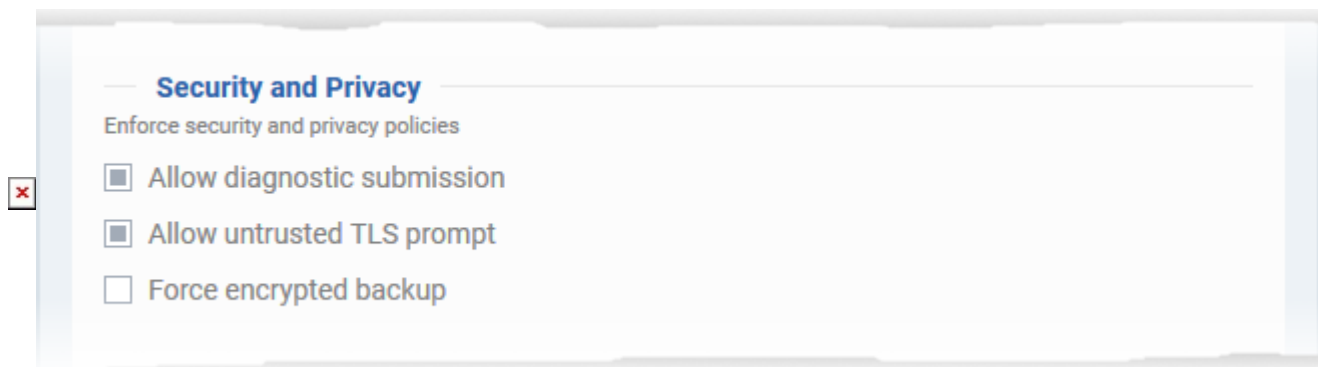 Security and Privacy
Enforce security and privacy policies
Allow diagnostic submission
Allow untrusted TLS prompt
Force encrypted backup